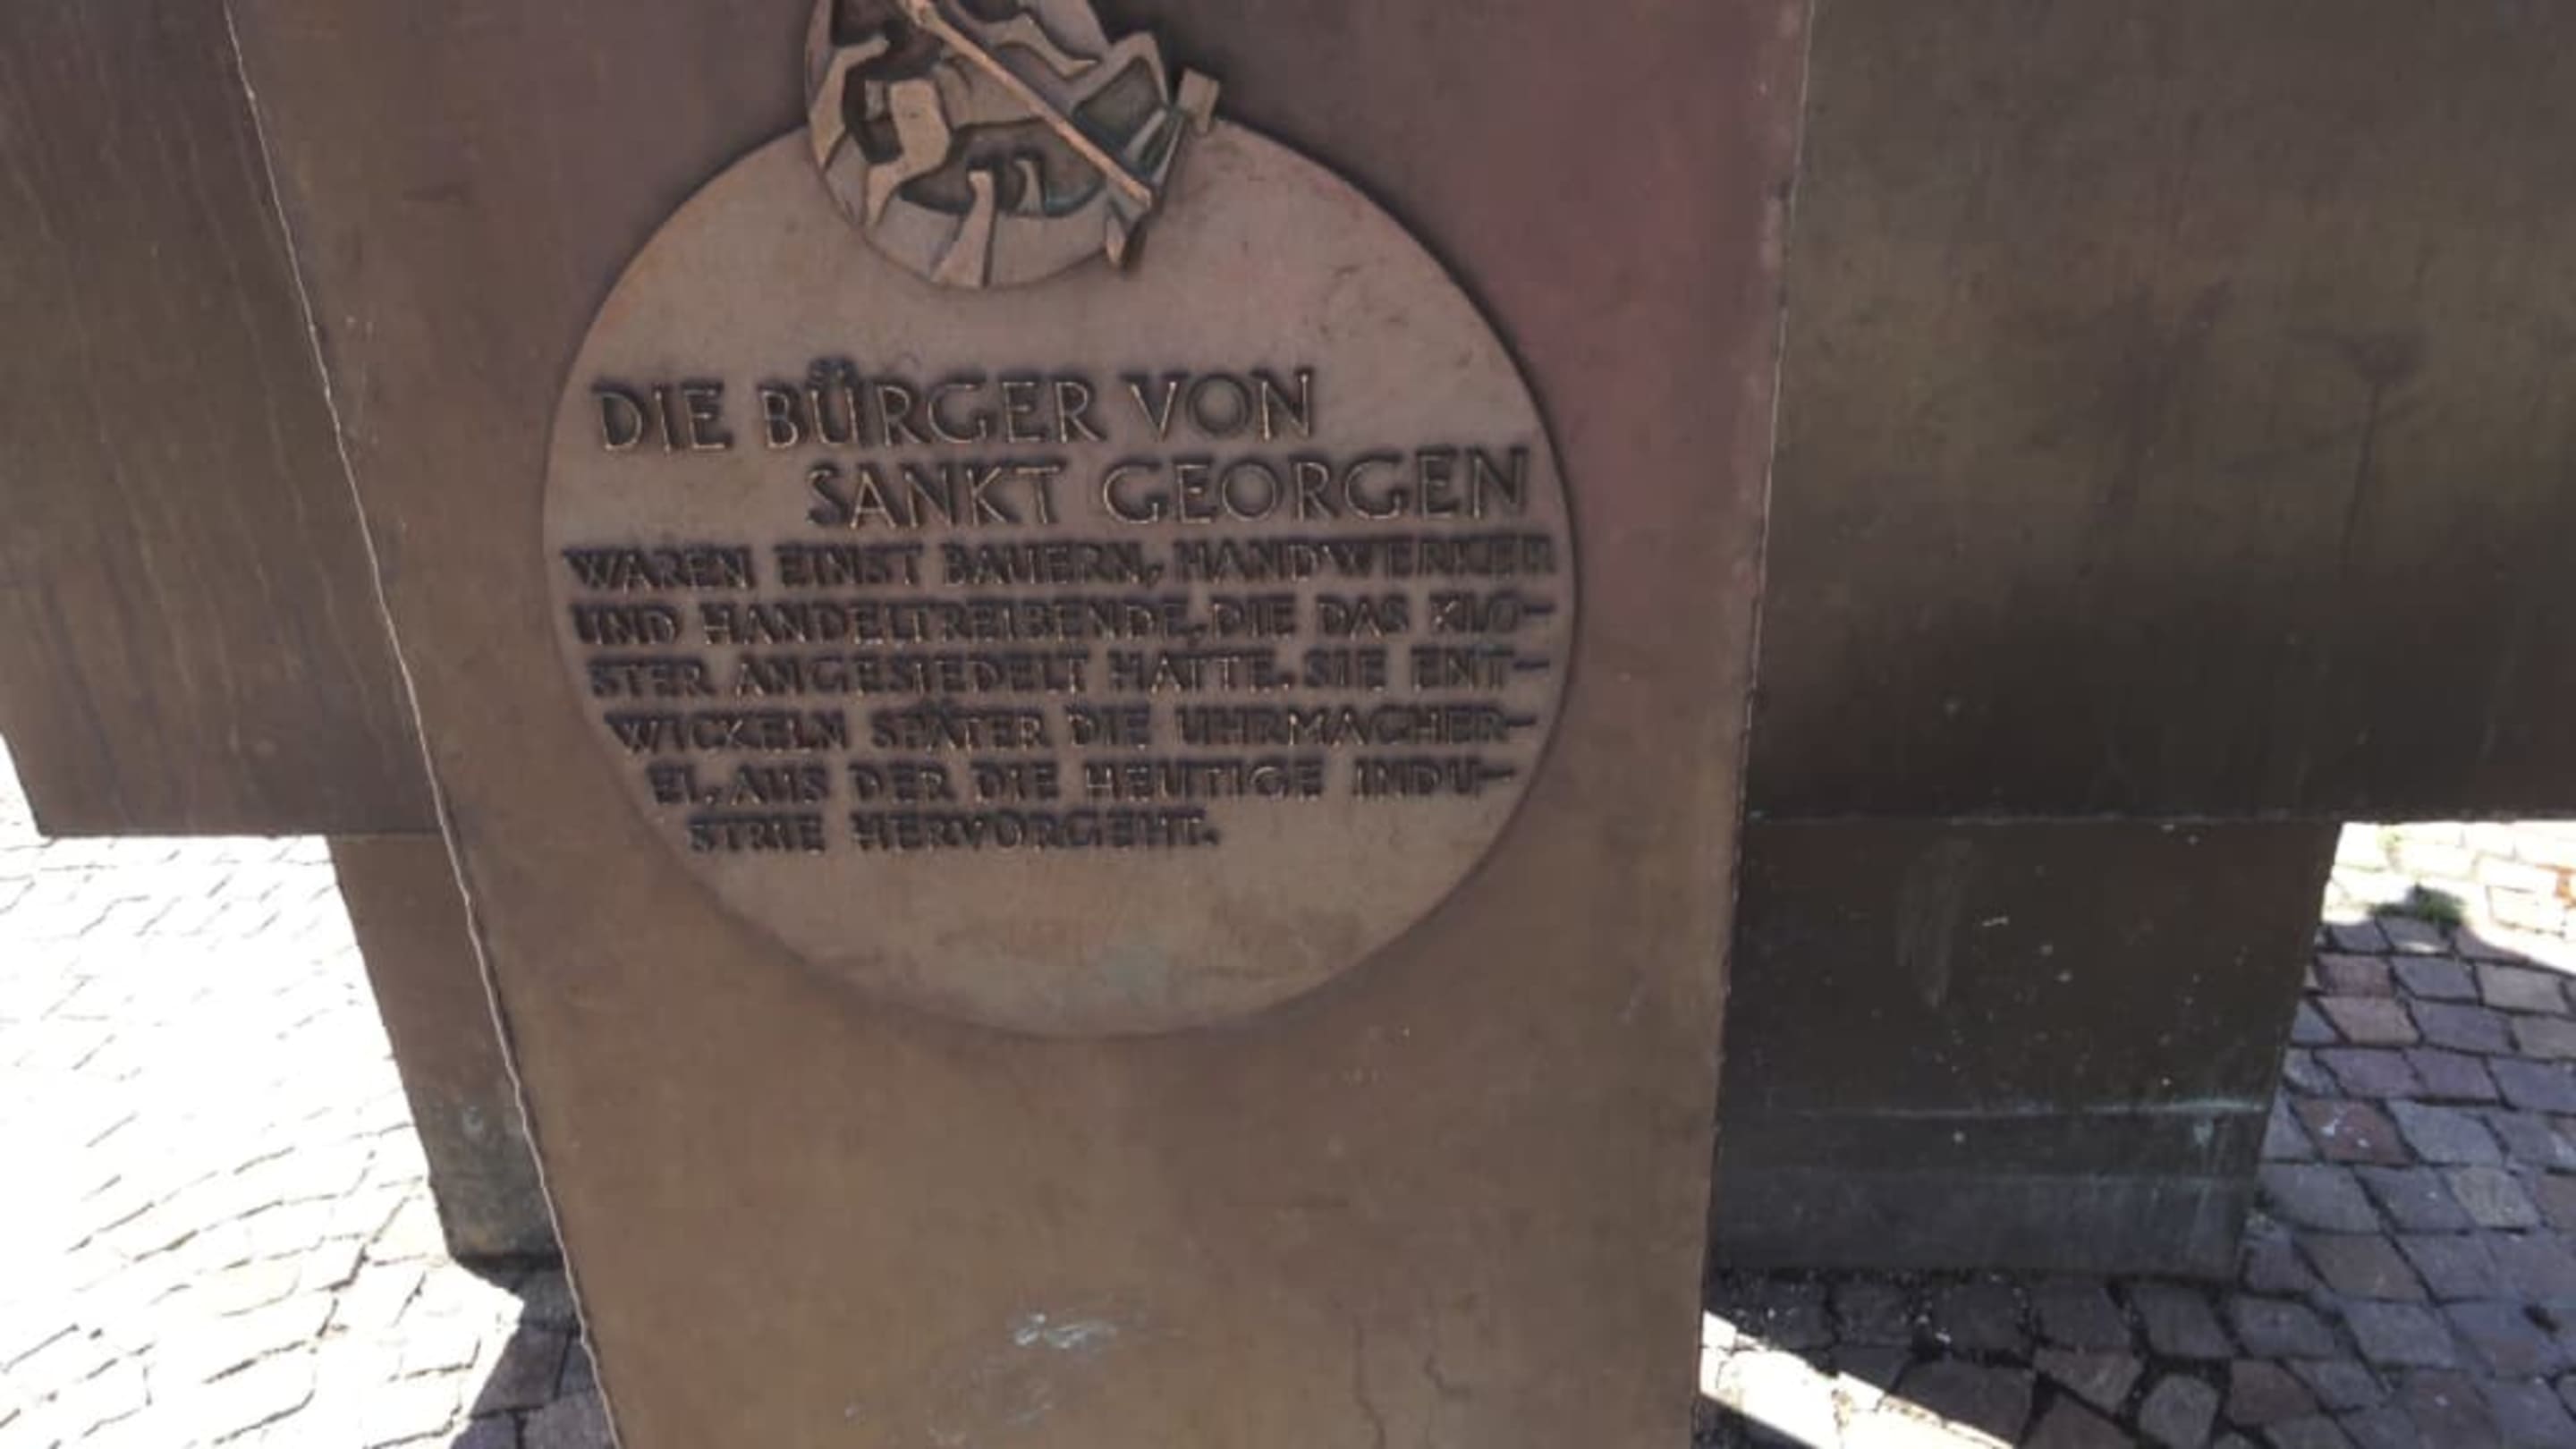 DIE BÜRGER VON
SANKT GEORGEN
WAREN EINST BAUERN, HANDWERKER
UND HANDELTREIBENDE, DIE DAS KLO-
STER ANGESIEDELT HATTE. SIE ENT-
WICKELN SPÄTER DIE UHRMACHER-
EI, AUS DER DIE HEUTIGE INDU-
STRIE HERVORGEHT.